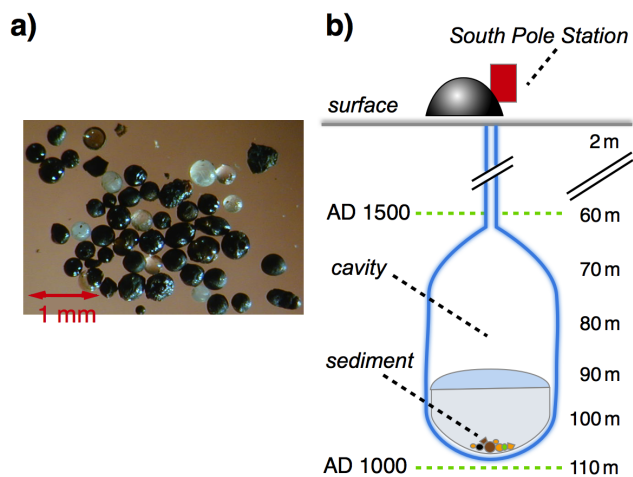 a)
1 mm
b)
South Pole Station
surface
2 m
AD 1500
60 m
cavity
70 m
80 m
sediment
90 m
100 m
AD 1000
110 m